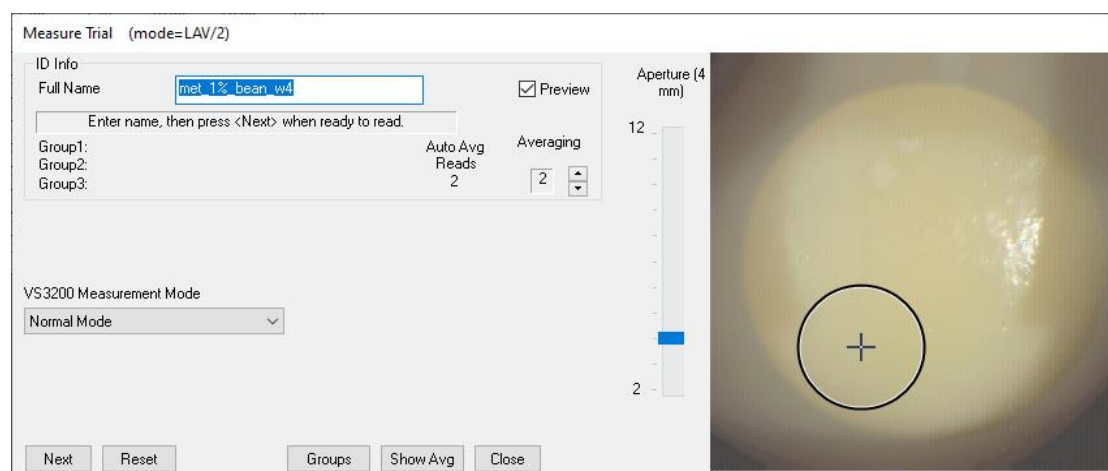 Measure Trial (mode=LAV/2)
ID Info
Full Name met_1%_bean_w4
Preview
Enter name, then press <Next> when ready to read.
Group1:
Group2:
Group3:
Auto Avg
Reads
2
Averaging
2
VS3200 Measurement Mode
Normal Mode
Next Reset Groups Show Avg Close
Aperture (4
mm)
12
2